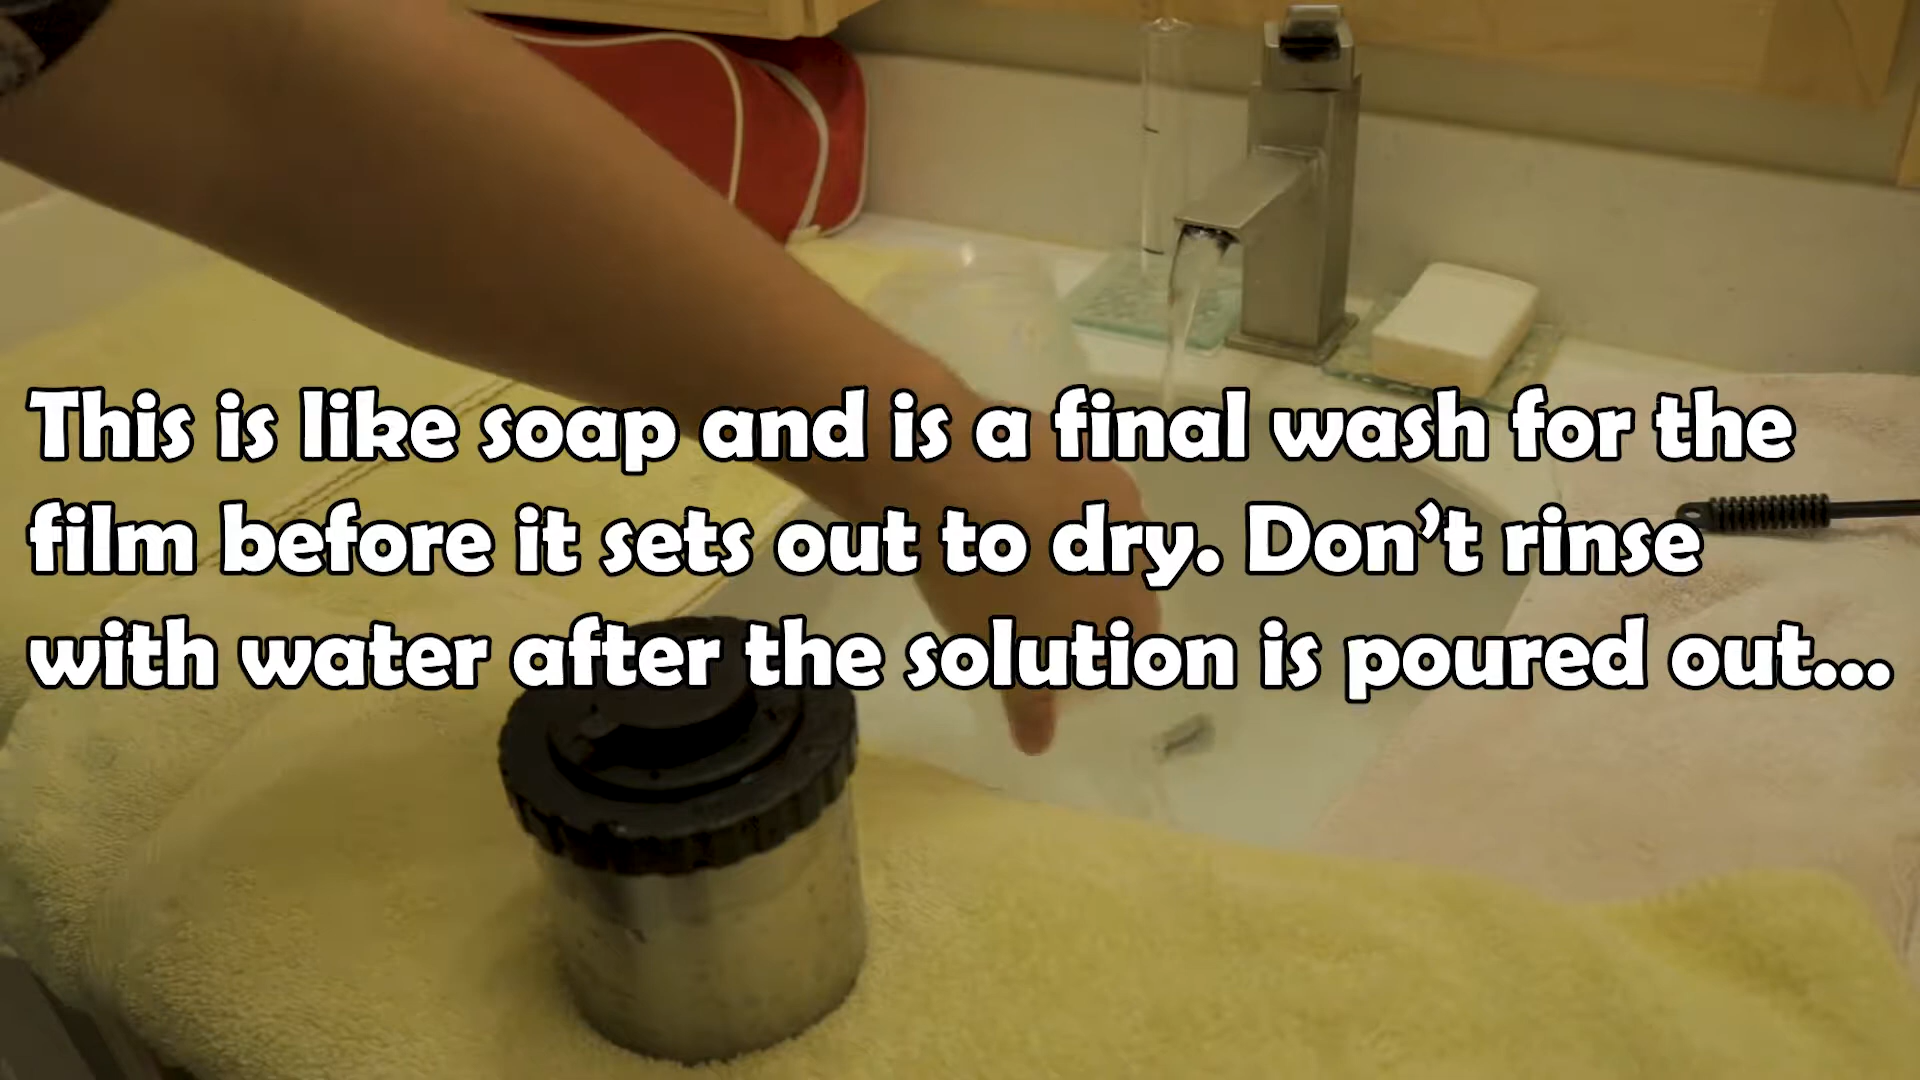 This is like soap and is a final wash for the
film before it sets out to dry. Don’t rinse
with water after the solution is poured out...